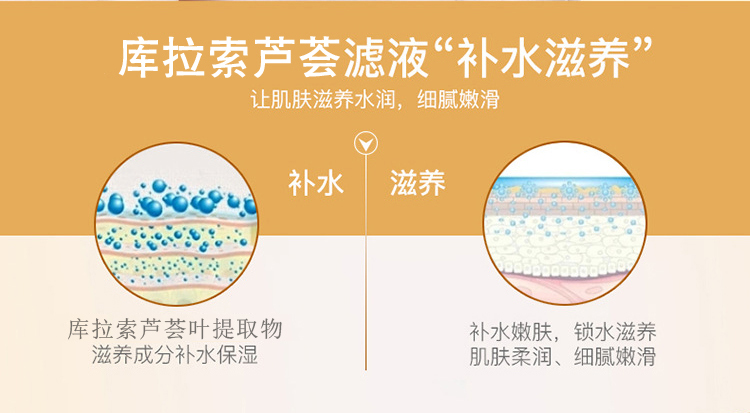 库拉索芦荟滤液“补水滋养”
让肌肤滋养水润，细腻嫩滑
补水
滋养
库拉索芦荟叶提取物
滋养成分补水保湿
补水嫩肤，锁水滋养
肌肤柔润、细腻嫩滑